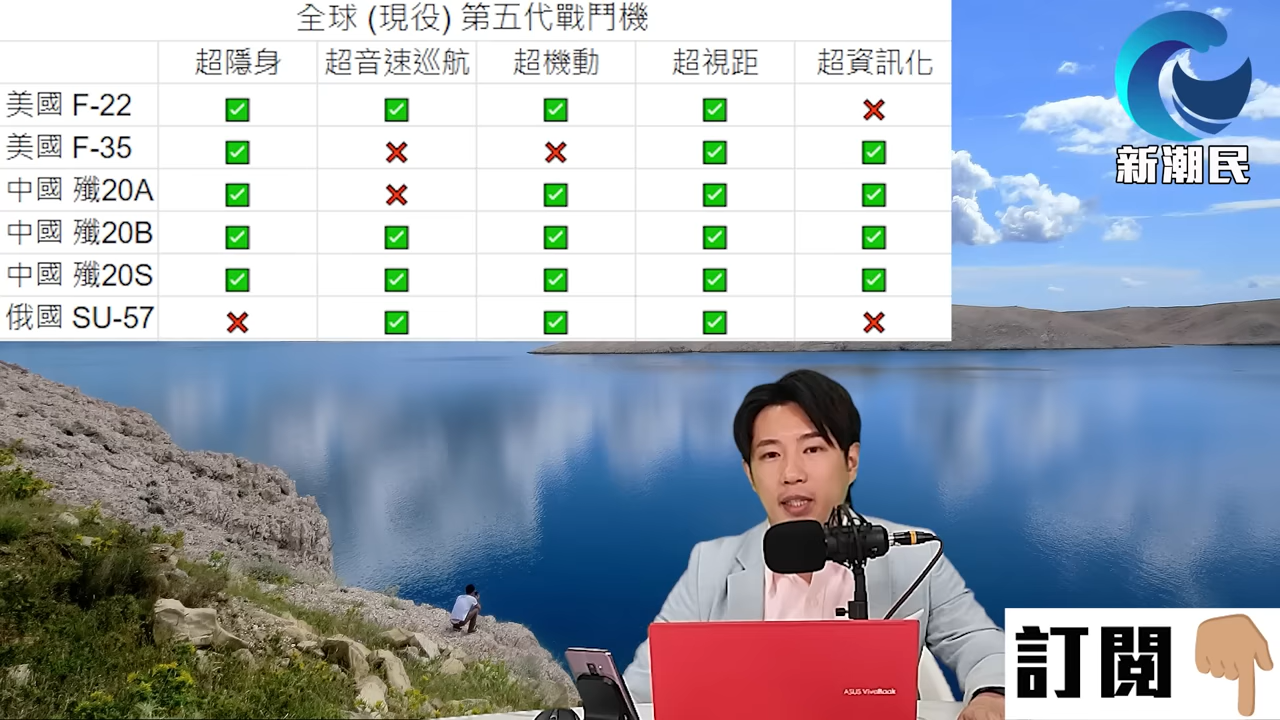 全球 (現役) 第五代戰鬥機
超隱身 超音速巡航 超機動 超視距 超資訊化
美國 F-22 ✅ ✅ ✅ ✅ ❌
美國 F-35 ✅ ❌ ❌ ✅ ✅
中國 殲20A ✅ ❌ ✅ ✅ ✅
中國 殲20B ✅ ✅ ✅ ✅ ✅
中國 殲20S ✅ ✅ ✅ ✅ ✅
俄國 SU-57 ❌ ✅ ✅ ✅ ❌
新潮民
ASUS VivoBook
訂閱